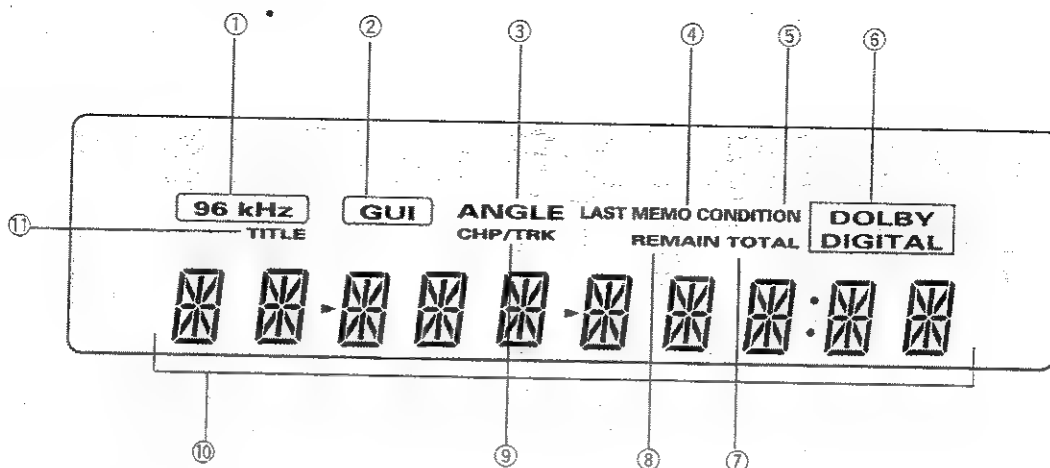 ① ② ③ ④ ⑤ ⑥
96 kHz GUI ANGLE LAST MEMO CONDITION DOLBY
⑪ TITLE CHP/TRK REMAIN TOTAL DIGITAL
⑩ ⑨ ⑧ ⑦